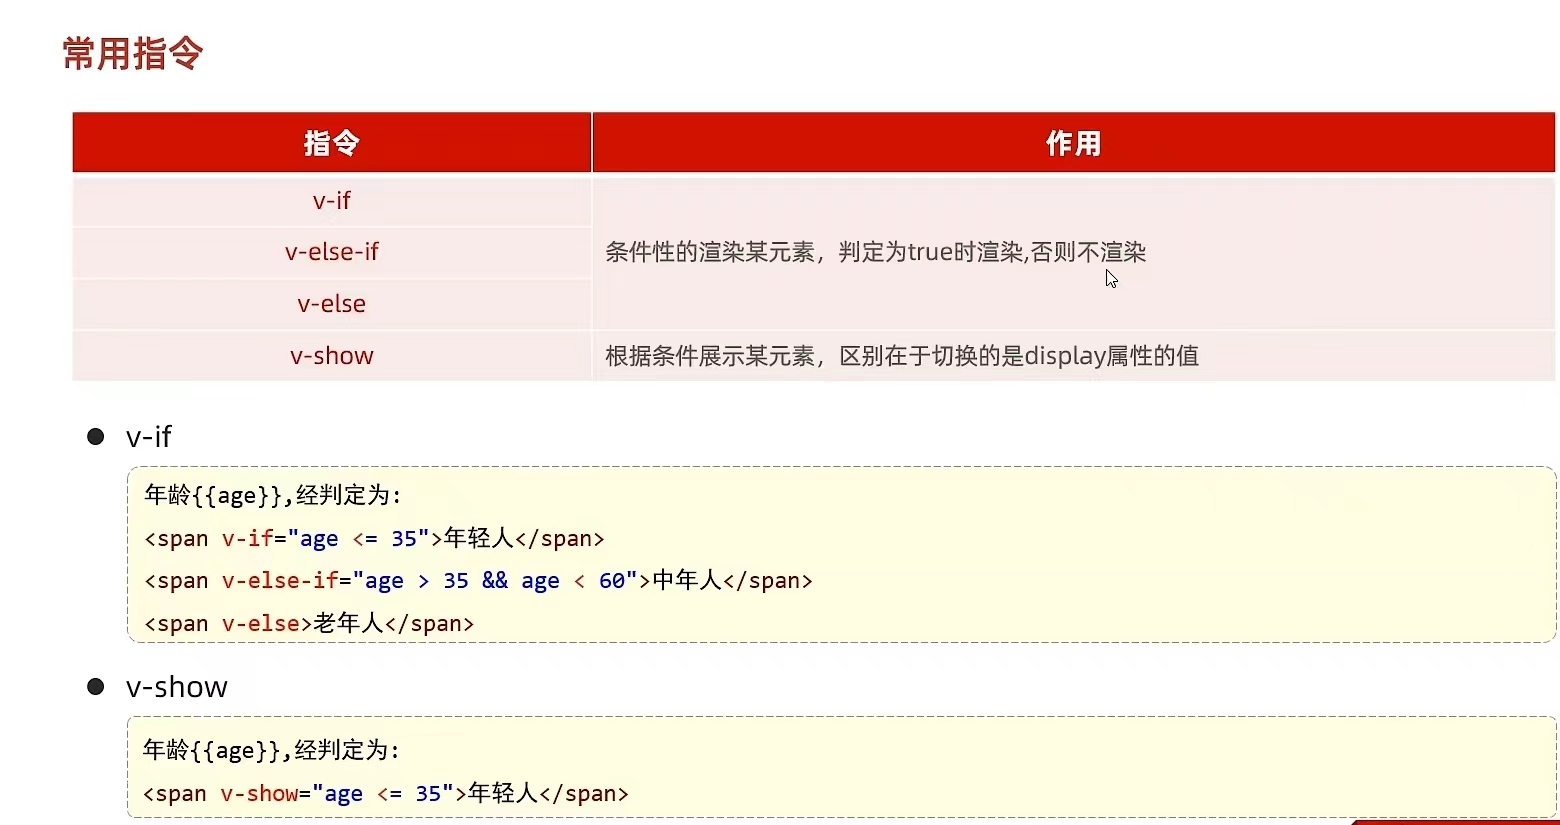 常用指令
指令
作用
v-if
v-else-if
条件性的渲染某元素，判定为true时渲染,否则不渲染
v-else
v-show
根据条件展示某元素，区别在于切换的是display属性的值
v-if
年龄{{age}},经判定为:
<span v-if="age <= 35">年轻人</span>
<span v-else-if="age > 35 && age < 60">中年人</span>
<span v-else>老年人</span>
v-show
年龄{{age}},经判定为:
<span v-show="age <= 35">年轻人</span>